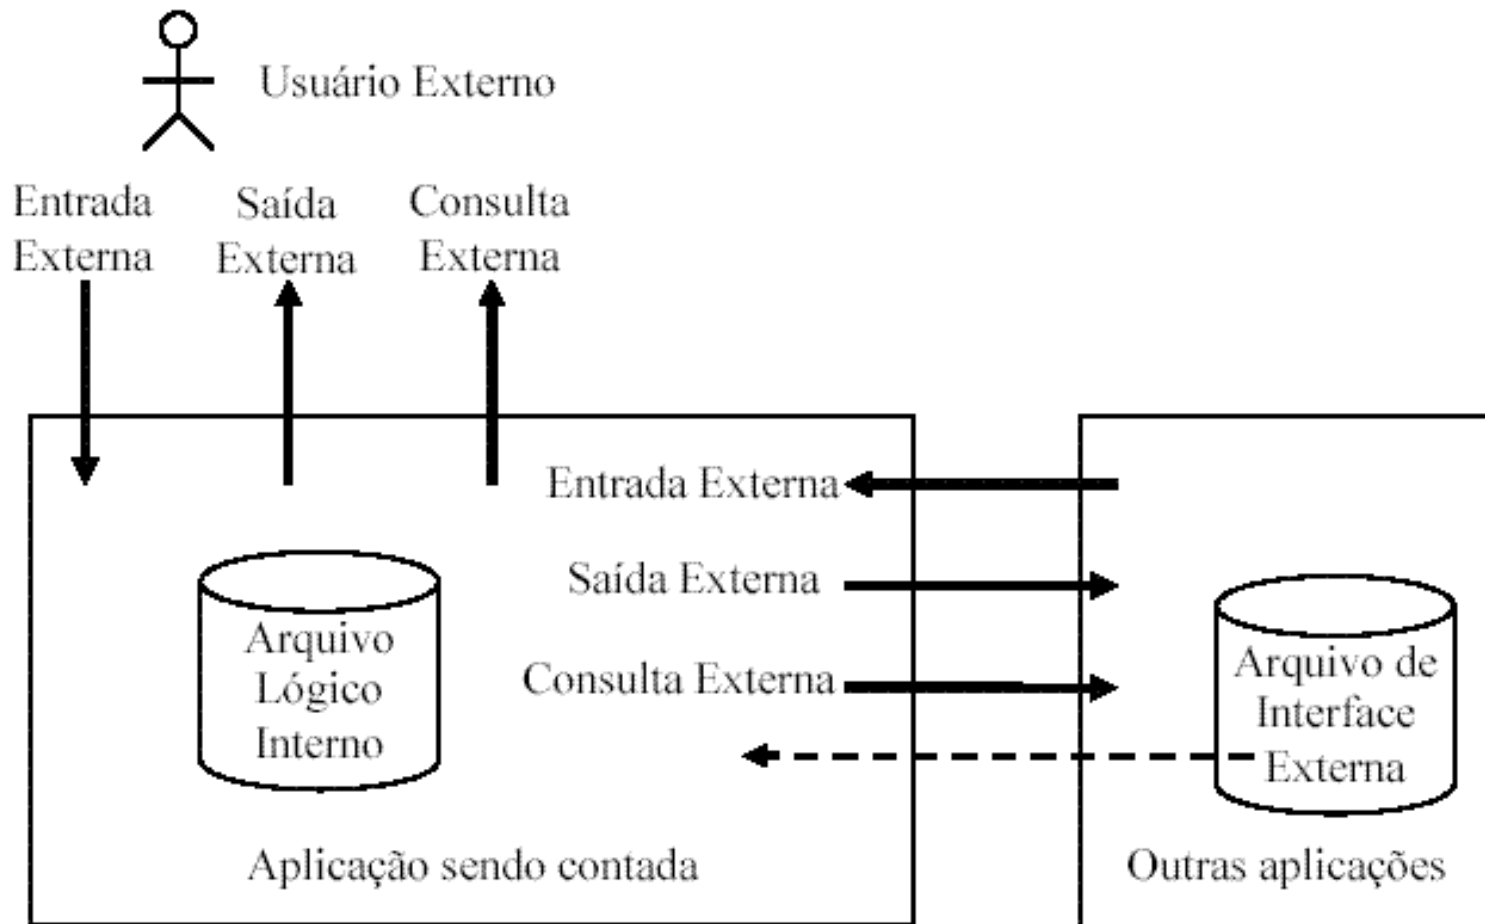 Usuário Externo
Entrada
Externa
Saída
Externa
Consulta
Externa
Entrada Externa
Saída Externa
Consulta Externa
Arquivo
Lógico
Interno
Arquivo de
Interface
Externa
Aplicação sendo contada
Outras aplicações